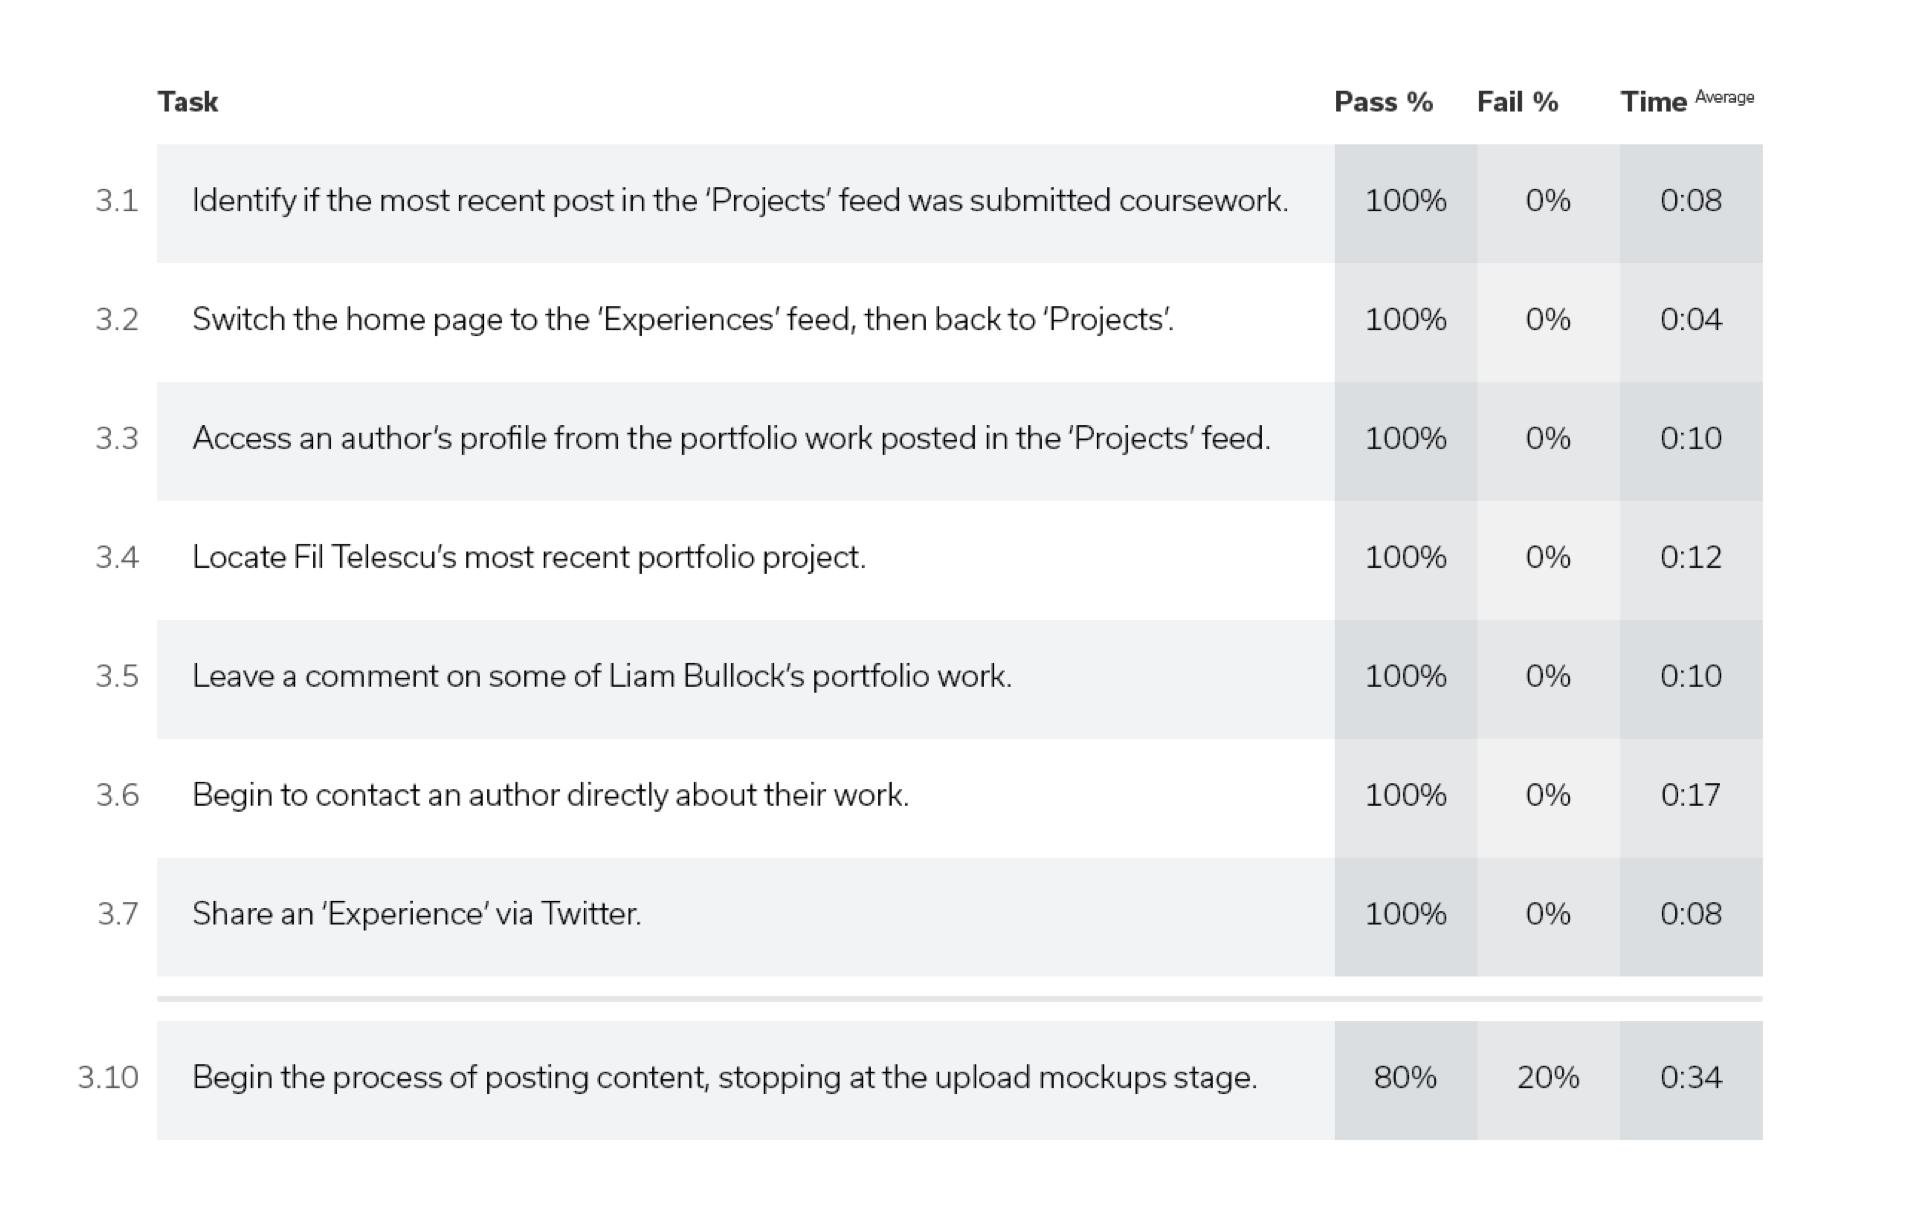 Task Pass % Fail % Time Average
3.1 Identify if the most recent post in the ‘Projects’ feed was submitted coursework. 100% 0% 0:08
3.2 Switch the home page to the ‘Experiences’ feed, then back to ‘Projects’. 100% 0% 0:04
3.3 Access an author’s profile from the portfolio work posted in the ‘Projects’ feed. 100% 0% 0:10
3.4 Locate Fil Telescu’s most recent portfolio project. 100% 0% 0:12
3.5 Leave a comment on some of Liam Bullock’s portfolio work. 100% 0% 0:10
3.6 Begin to contact an author directly about their work. 100% 0% 0:17
3.7 Share an ‘Experience’ via Twitter. 100% 0% 0:08
3.10 Begin the process of posting content, stopping at the upload mockups stage. 80% 20% 0:34